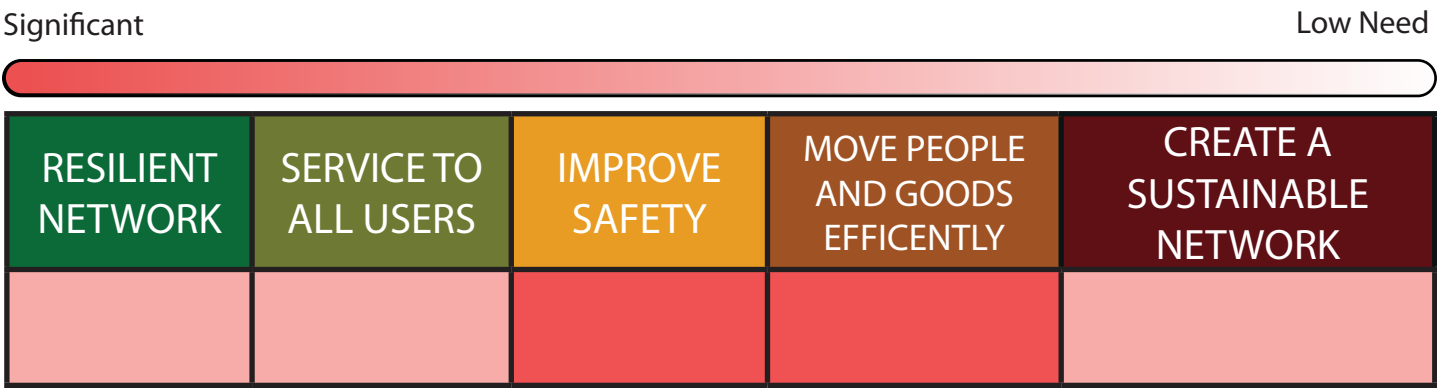 Significant
Low Need
RESILIENT
NETWORK
SERVICE TO
ALL USERS
IMPROVE
SAFETY
MOVE PEOPLE
AND GOODS
EFFICENTLY
CREATE A
SUSTAINABLE
NETWORK